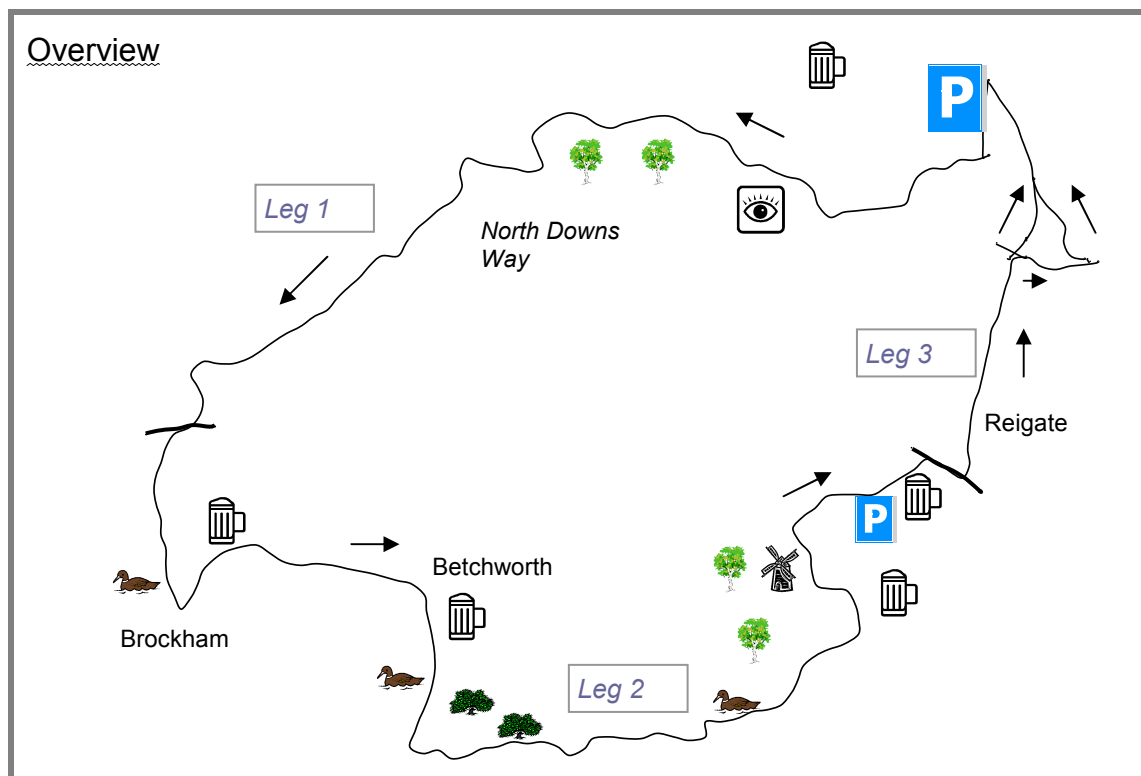 Overview
P
Leg 1
North Downs
Way
Leg 3
Reigate
P
Betchworth
Brockham
Leg 2